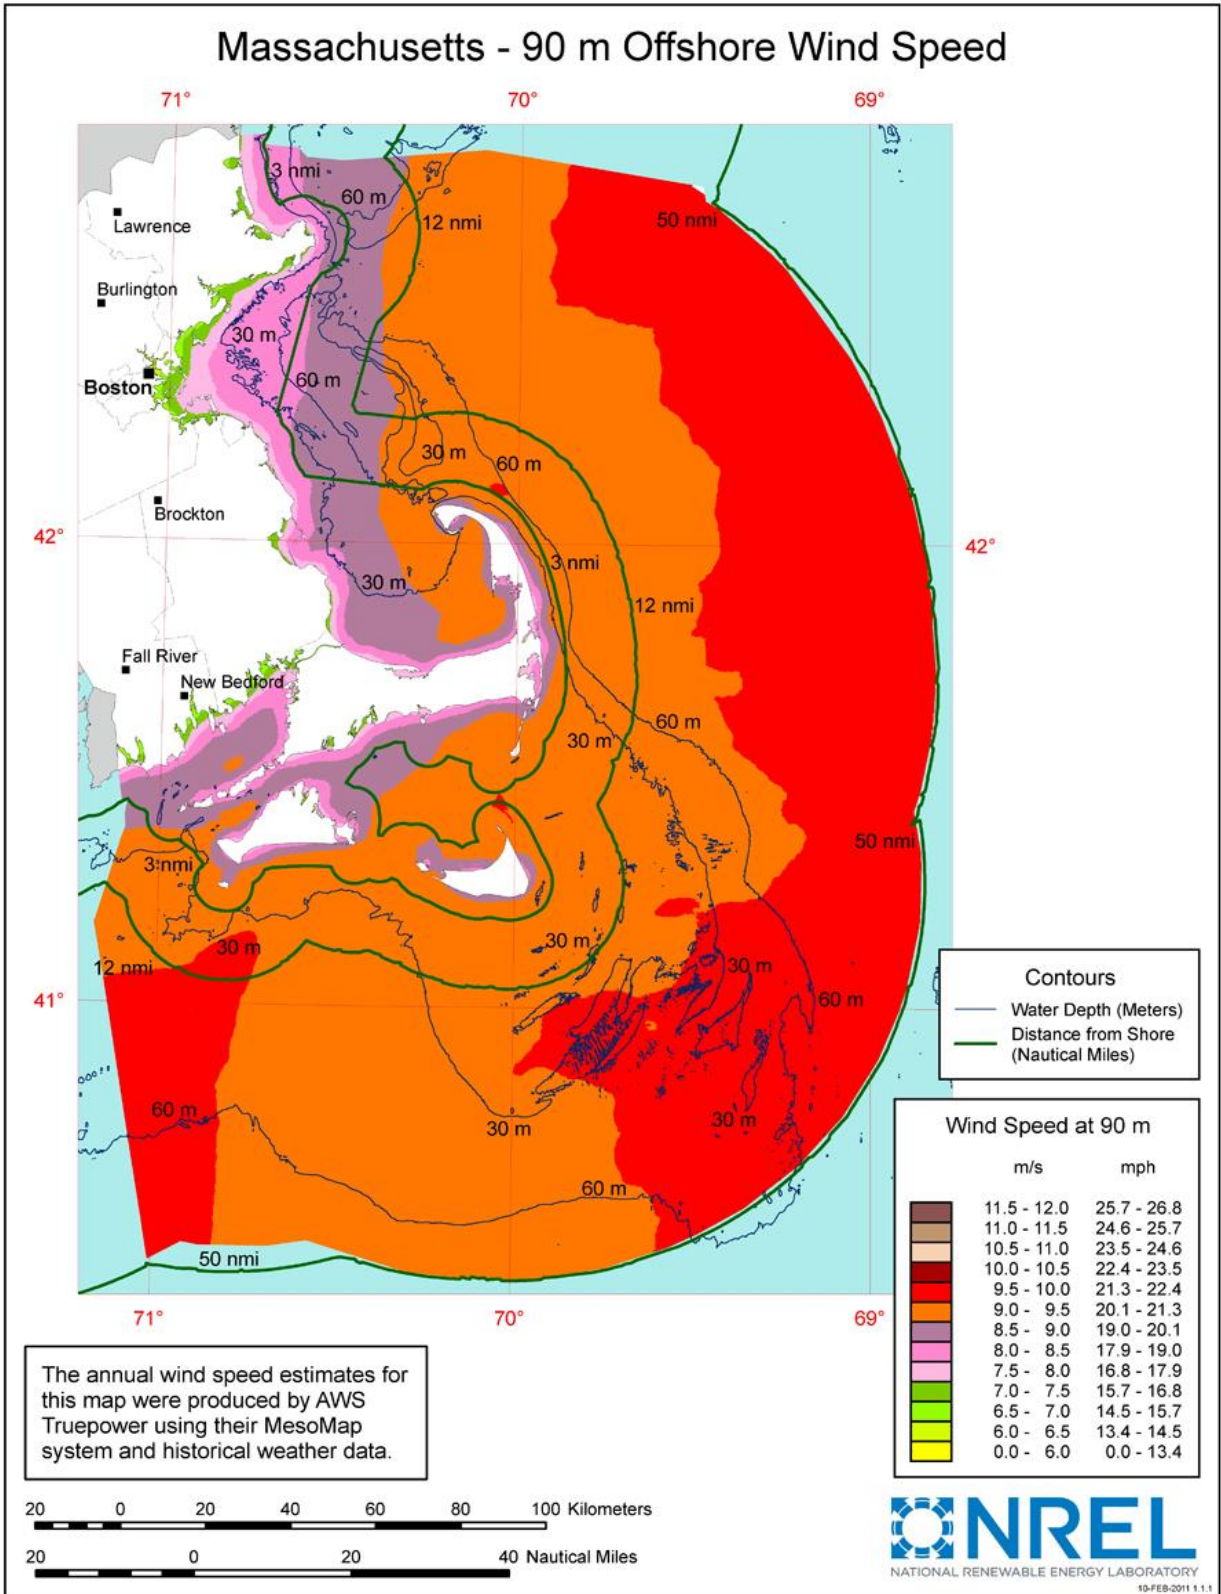 Massachusetts - 90 m Offshore Wind Speed
71° 70° 69°
3 nmi
60 m
12 nmi
50 nmi
Lawrence
Burlington
30 m
Boston
60 m
30 m
60 m
Brockton
42° 42°
3 nmi
30 m
12 nmi
Fall River
New Bedford
60 m
30 m
50 nmi
3 nmi
30 m
30 m
12 nmi
30 m
60 m
41°
60 m
30 m
30 m
60 m
50 nmi
71° 70° 69°
Contours
Water Depth (Meters)
Distance from Shore
(Nautical Miles)
Wind Speed at 90 m
m/s mph
11.5 - 12.0 25.7 - 26.8
11.0 - 11.5 24.6 - 25.7
10.5 - 11.0 23.5 - 24.6
10.0 - 10.5 22.4 - 23.5
9.5 - 10.0 21.3 - 22.4
9.0 - 9.5 20.1 - 21.3
8.5 - 9.0 19.0 - 20.1
8.0 - 8.5 17.9 - 19.0
7.5 - 8.0 16.8 - 17.9
7.0 - 7.5 15.7 - 16.8
6.5 - 7.0 14.5 - 15.7
6.0 - 6.5 13.4 - 14.5
0.0 - 6.0 0.0 - 13.4
The annual wind speed estimates for
this map were produced by AWS
Truepower using their MesoMap
system and historical weather data.
20 0 20 40 60 80 100 Kilometers
20 0 20 40 Nautical Miles
NREL
NATIONAL RENEWABLE ENERGY LABORATORY
10-FEB-2011 1.1.1